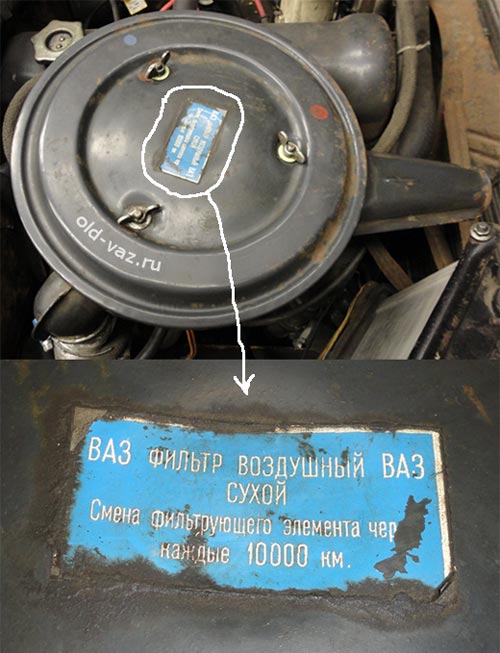 old-vaz.ru
ВАЗ ФИЛЬТР ВОЗДУШНЫЙ ВАЗ
СУХОЙ
Смена фильтрующего элемента чер
каждые 10000 км.